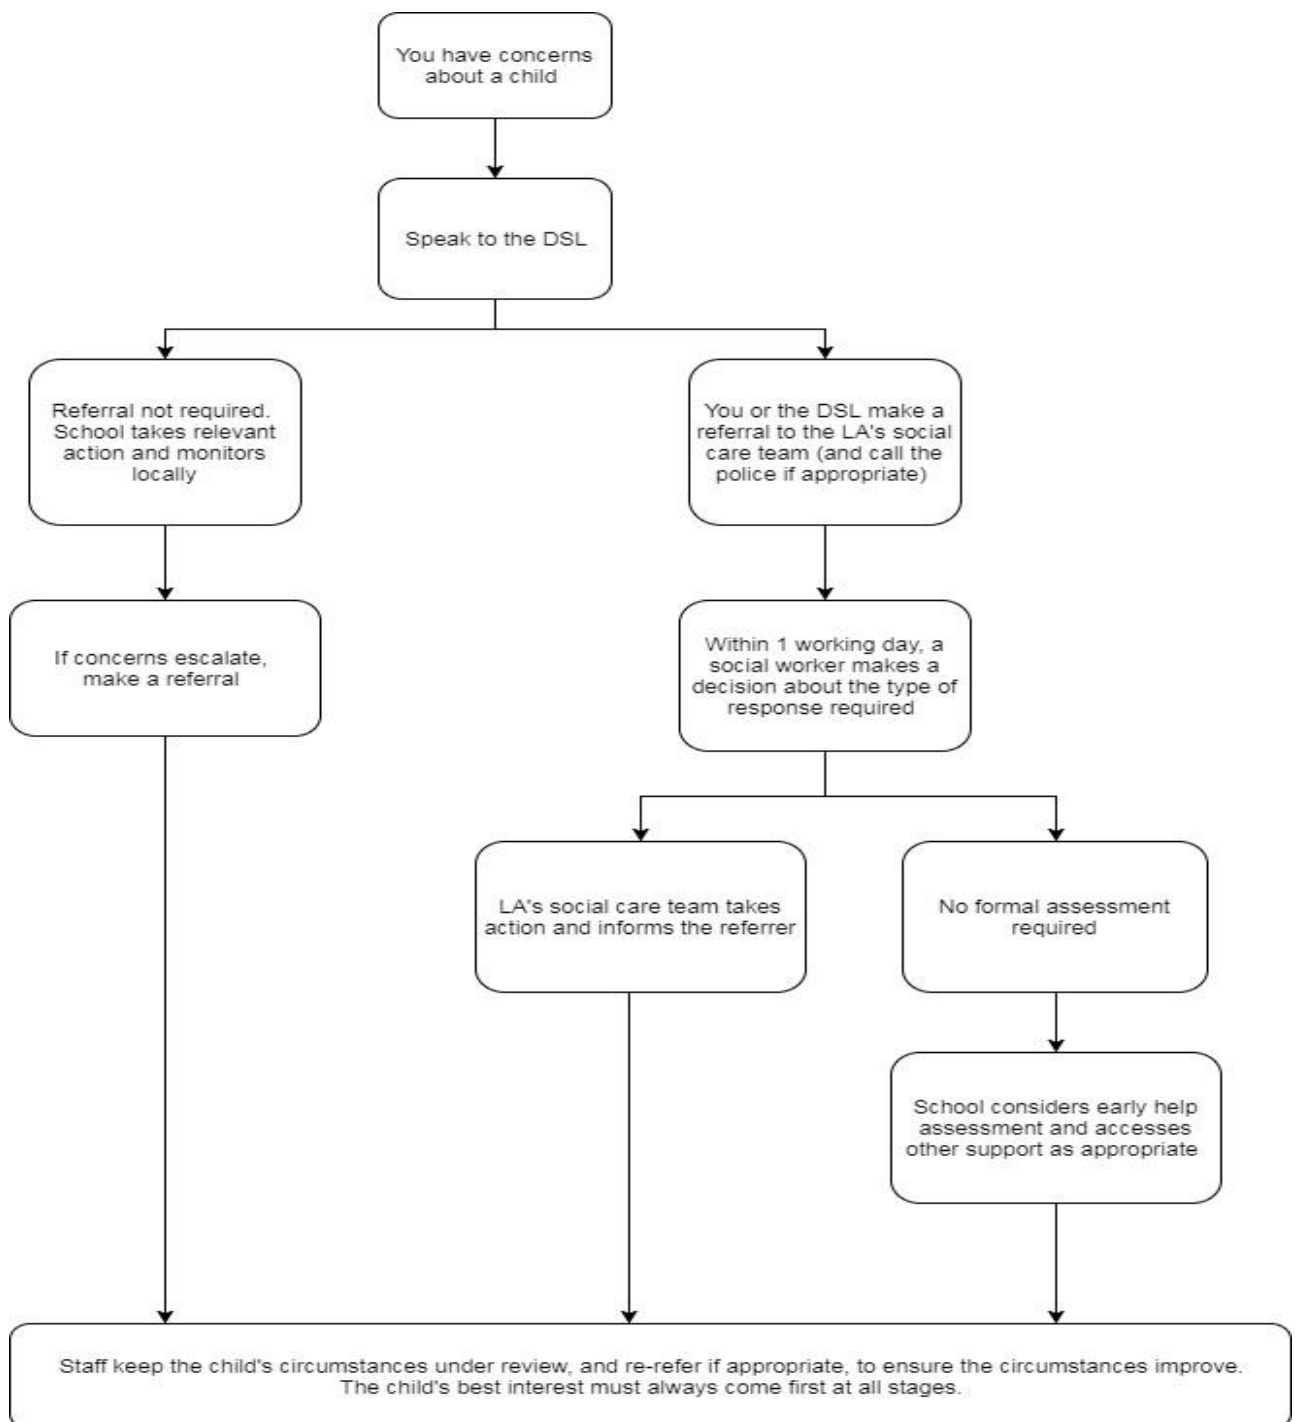 You have concerns
about a child
Speak to the DSL
Referral not required.
School takes relevant
action and monitors
locally
You or the DSL make a
referral to the LA's social
care team (and call the
police if appropriate)
If concerns escalate,
make a referral
Within 1 working day, a
social worker makes a
decision about the type of
response required
LA's social care team takes
action and informs the referrer
No formal assessment
required
School considers early help
assessment and accesses
other support as appropriate
Staff keep the child's circumstances under review, and re-refer if appropriate, to ensure the circumstances improve.
The child's best interest must always come first at all stages.